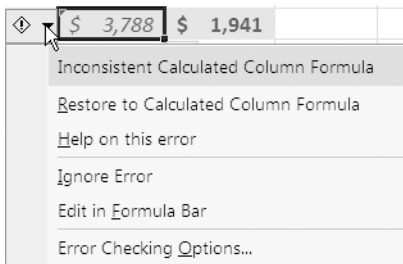 $ 3,788 $ 1,941
Inconsistent Calculated Column Formula
Restore to Calculated Column Formula
Help on this error
Ignore Error
Edit in Formula Bar
Error Checking Options...